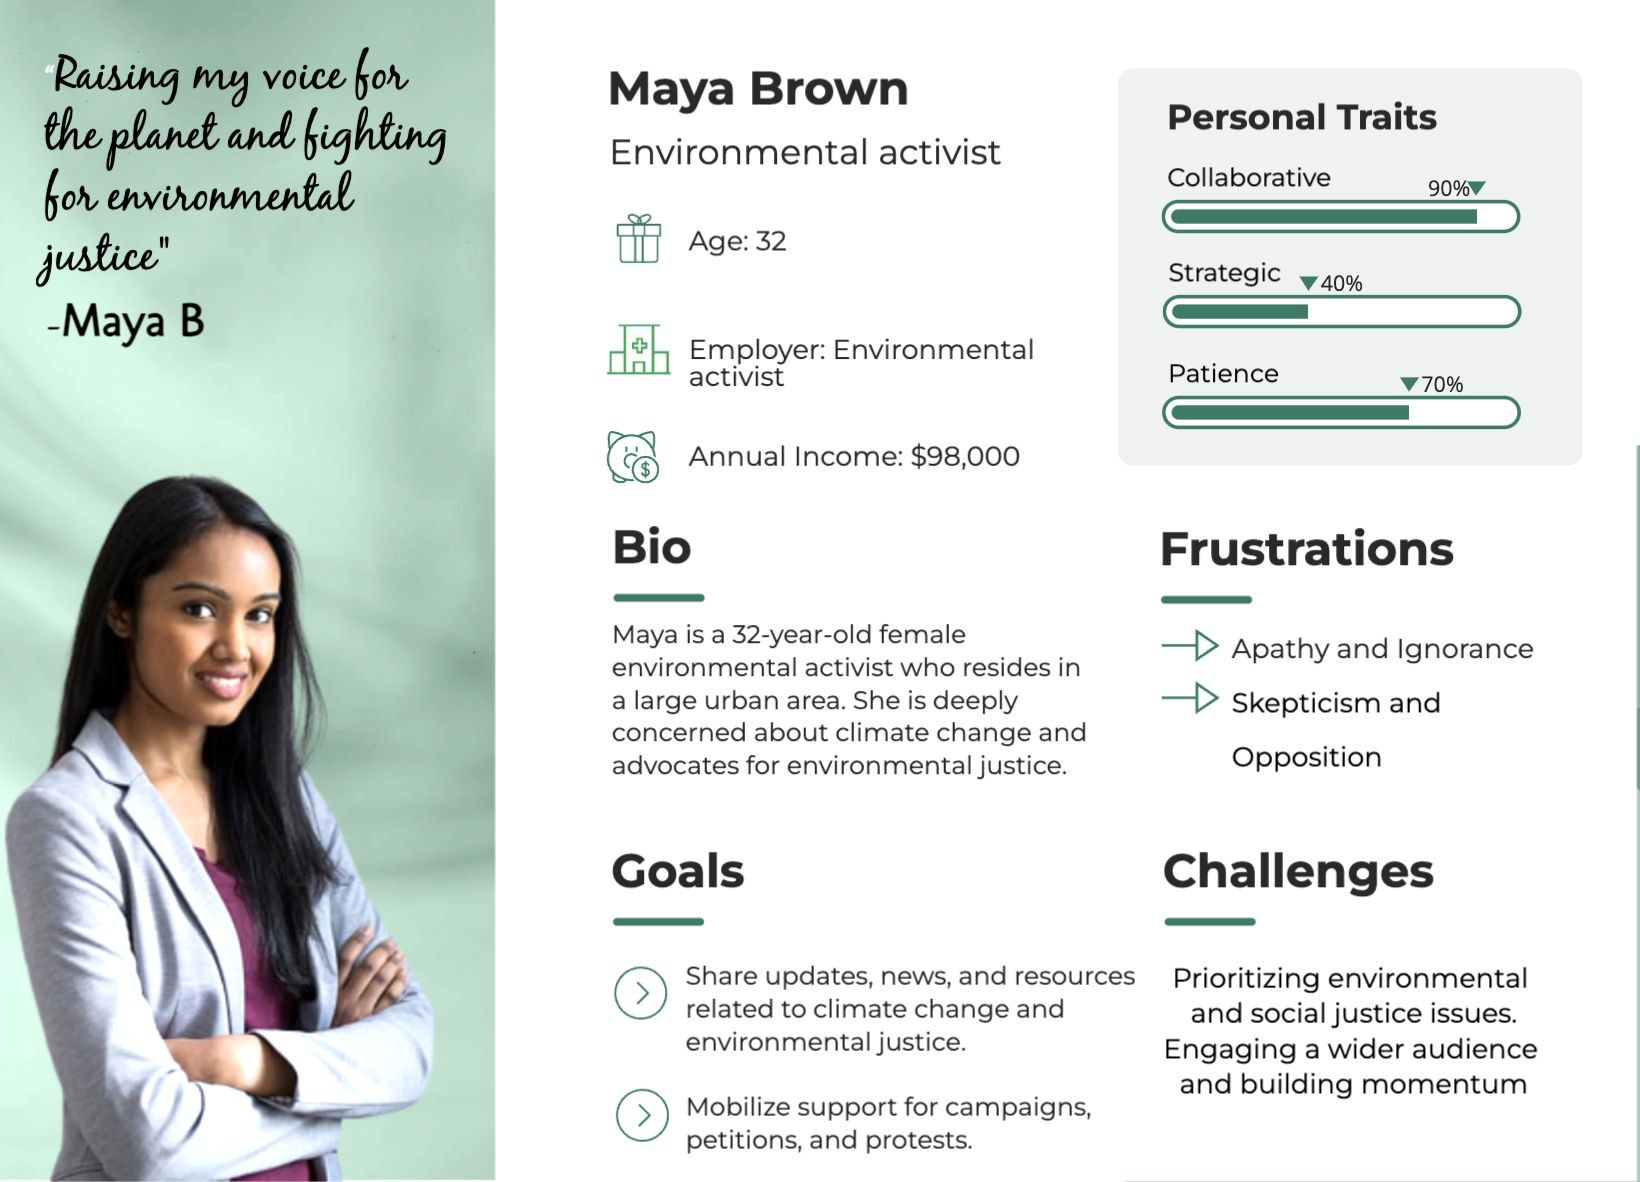 “Raising my voice for
the planet and fighting
for environmental
justice"
-Maya B
Maya Brown
Environmental activist
Age: 32
Employer: Environmental
activist
Annual Income: $98,000
Personal Traits
Collaborative
90%
Strategic
40%
Patience
70%
Bio
Maya is a 32-year-old female
environmental activist who resides in
a large urban area. She is deeply
concerned about climate change and
advocates for environmental justice.
Frustrations
Apathy and Ignorance
Skepticism and
Opposition
Goals
Share updates, news, and resources
related to climate change and
environmental justice.
Mobilize support for campaigns,
petitions, and protests.
Challenges
Prioritizing environmental
and social justice issues.
Engaging a wider audience
and building momentum